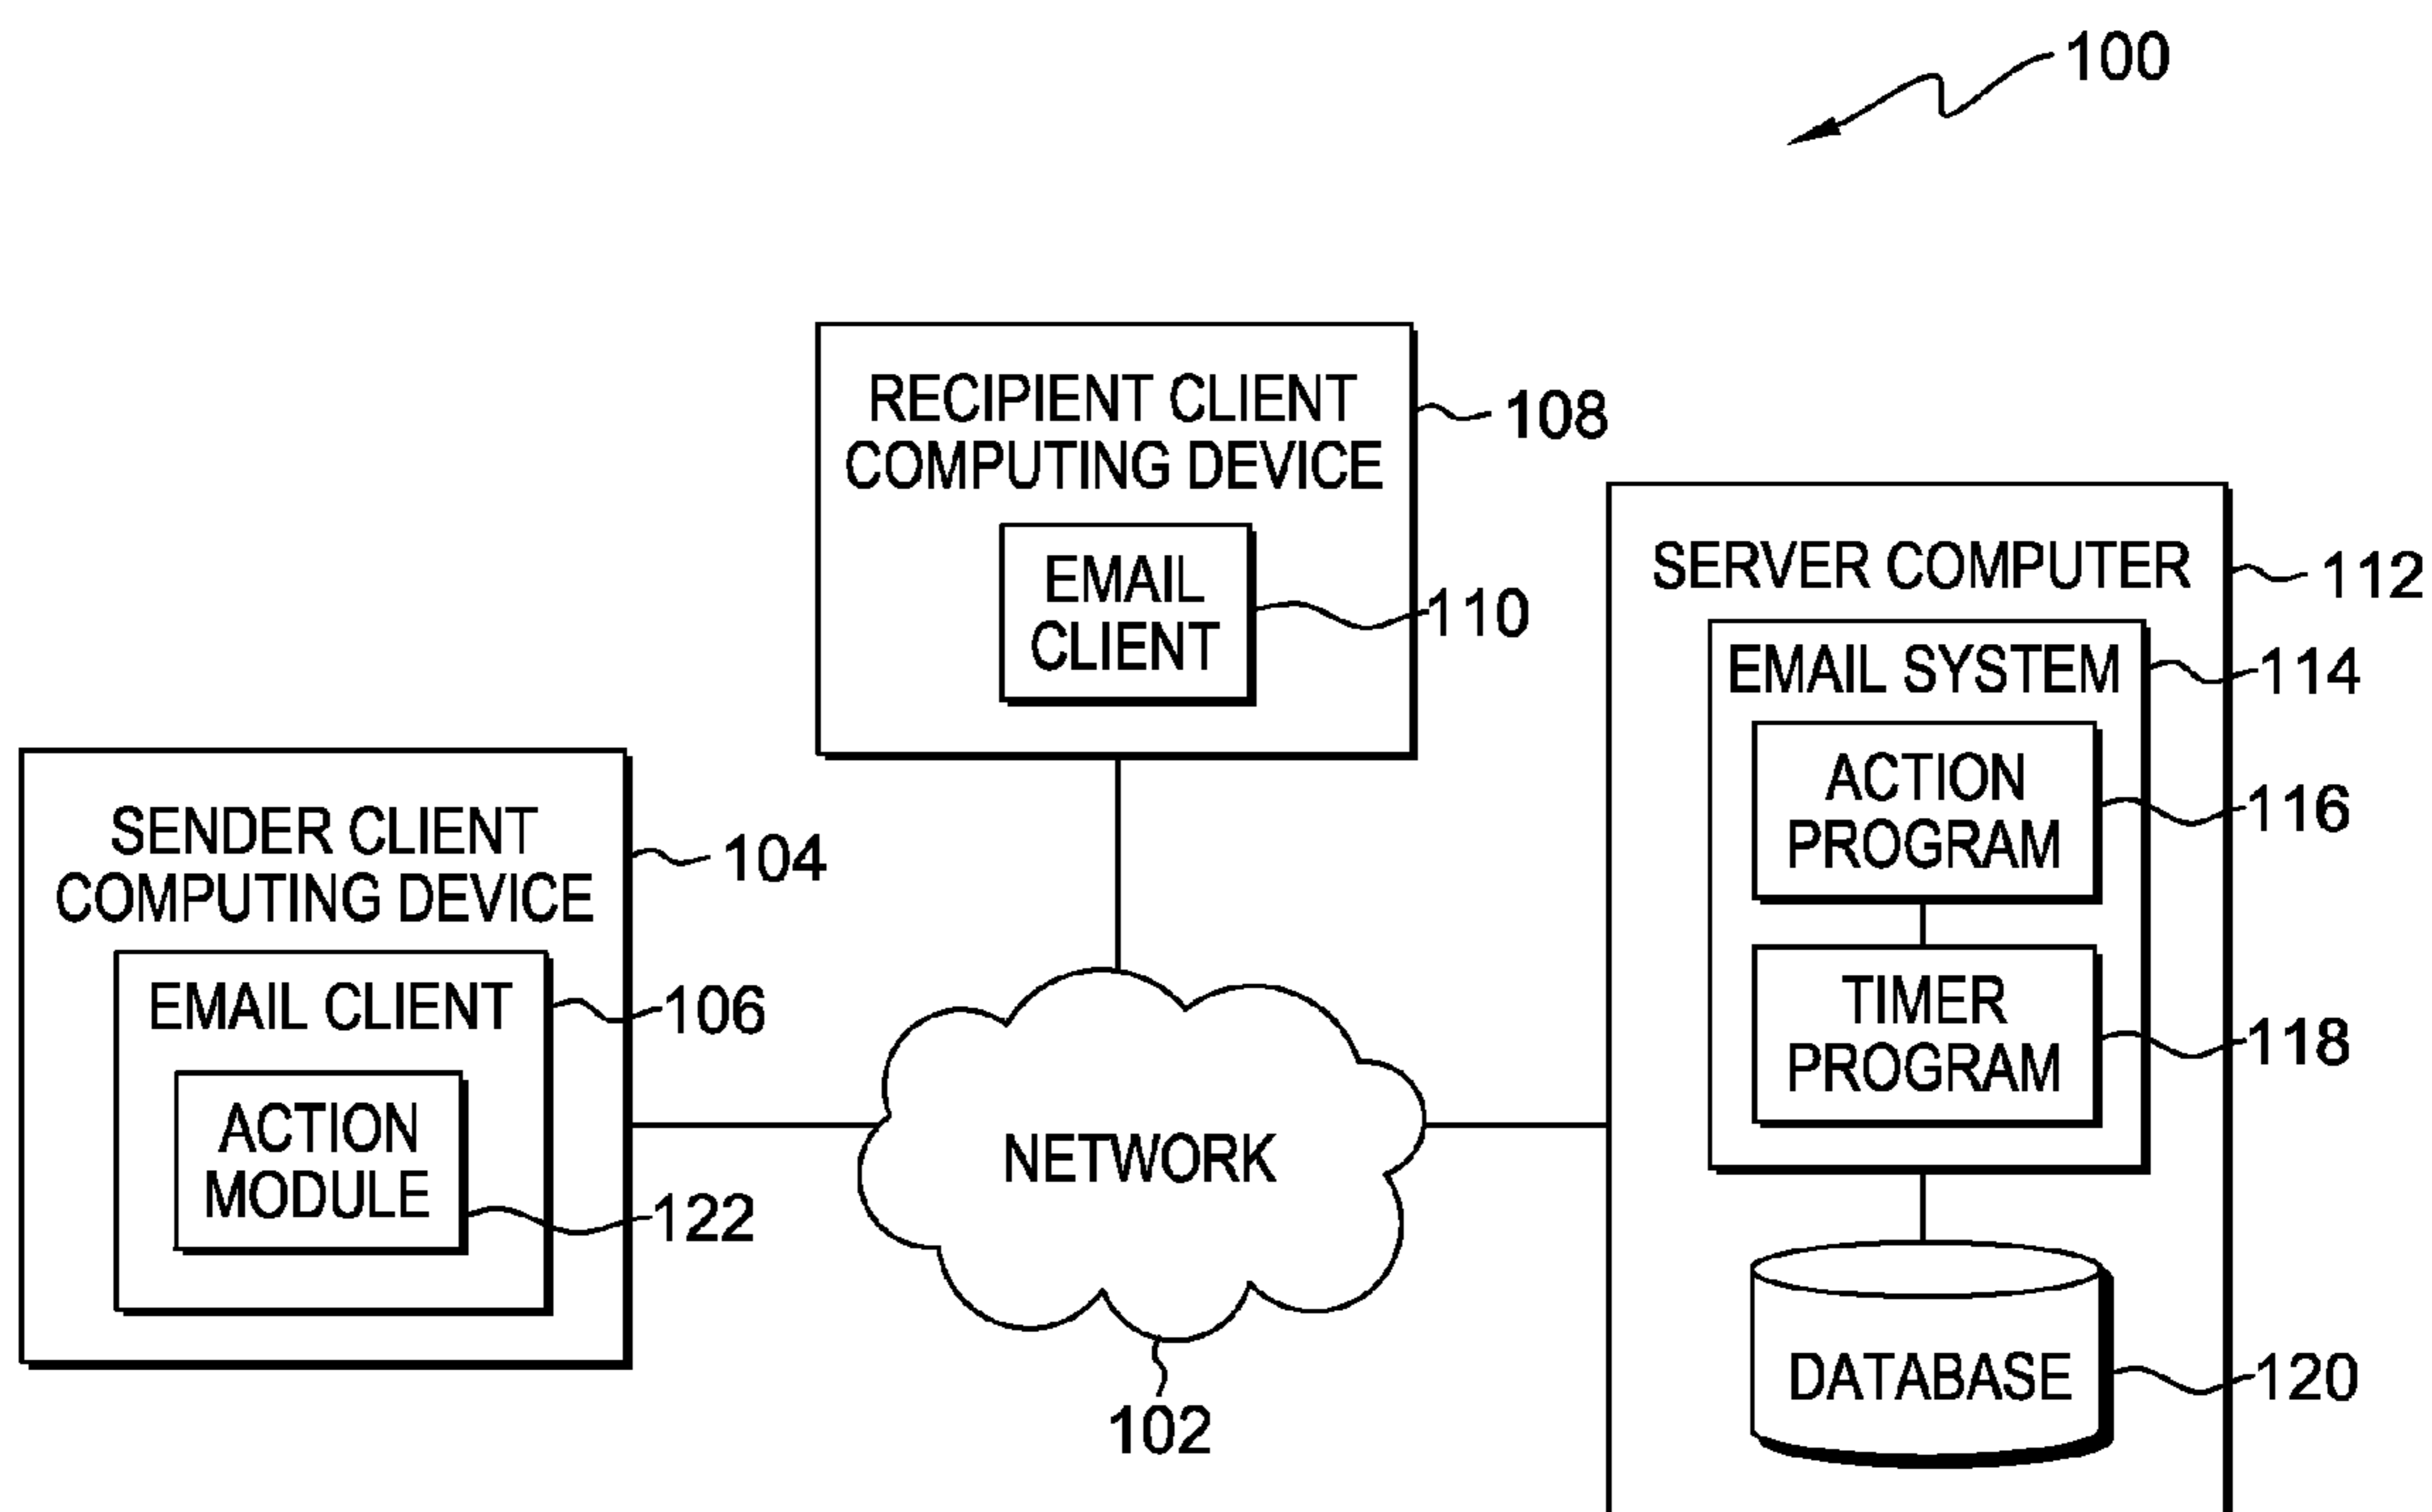 100
RECIPIENT CLIENT
COMPUTING DEVICE
108
EMAIL
CLIENT
110
SERVER COMPUTER
112
EMAIL SYSTEM
114
ACTION
PROGRAM
116
TIMER
PROGRAM
118
DATABASE
120
SENDER CLIENT
COMPUTING DEVICE
104
EMAIL CLIENT
106
ACTION
MODULE
122
NETWORK
102